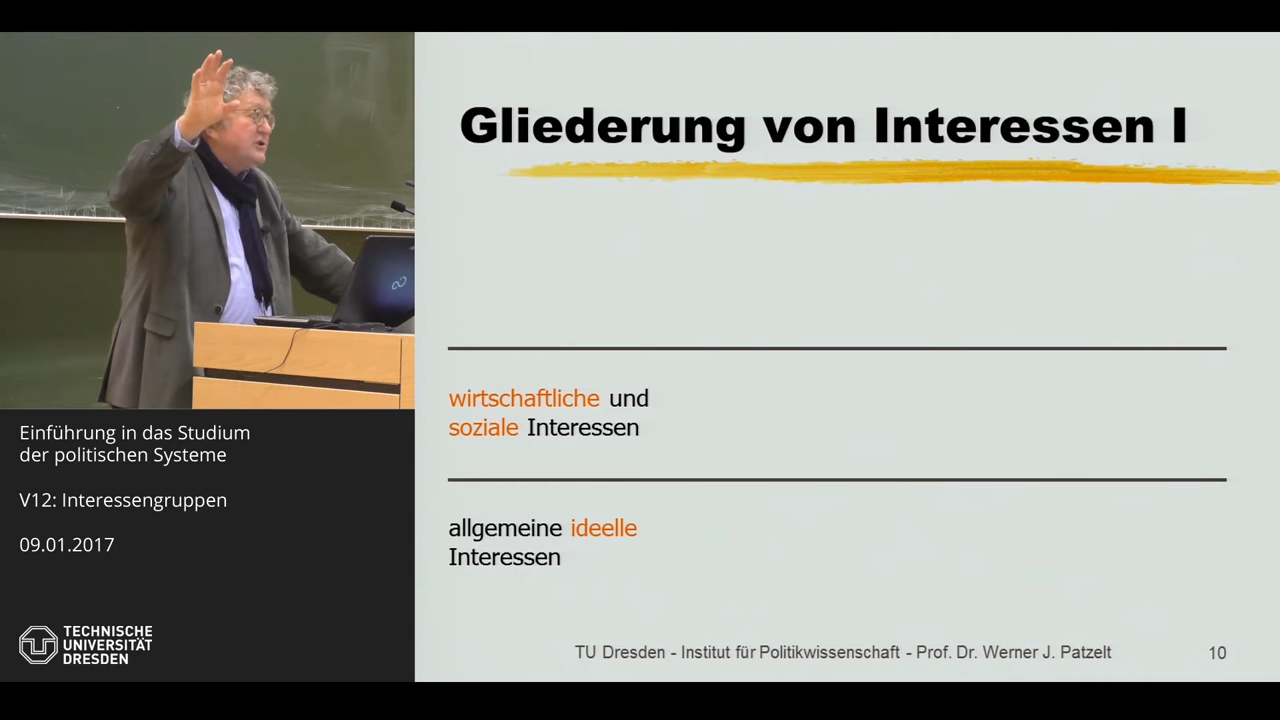 Gliederung von Interessen I
wirtschaftliche und
soziale Interessen
allgemeine ideelle
Interessen
TU Dresden - Institut für Politikwissenschaft - Prof. Dr. Werner J. Patzelt
10
Einführung in das Studium
der politischen Systeme
V12: Interessengruppen
09.01.2017
TECHNISCHE
UNIVERSITÄT
DRESDEN